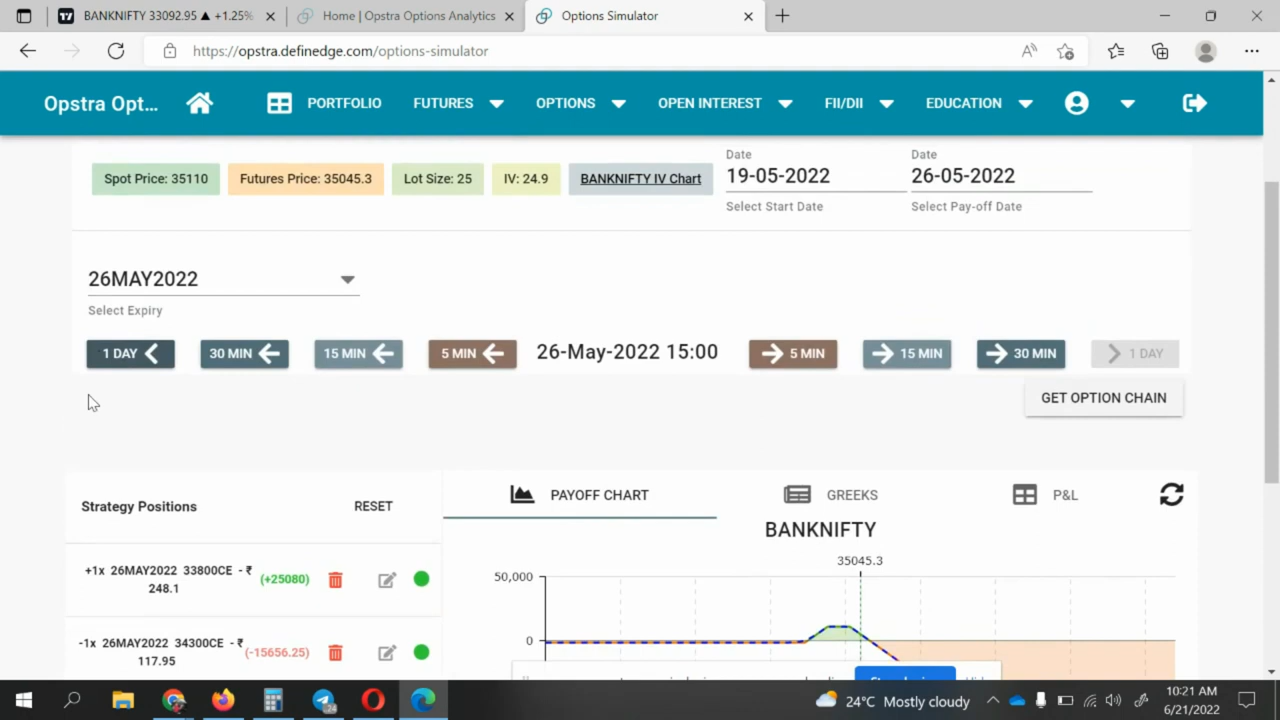 BANKNIFTY 33092.95 ▲ +1.25%
Home | Opstra Options Analytics
Options Simulator
https://opstra.definedge.com/options-simulator
Opstra Opt...
PORTFOLIO
FUTURES
OPTIONS
OPEN INTEREST
FII/DII
EDUCATION
Date
Date
Spot Price: 35110
Futures Price: 35045.3
Lot Size: 25
IV: 24.9
BANKNIFTY IV Chart
19-05-2022
26-05-2022
Select Start Date
Select Pay-off Date
26MAY2022
Select Expiry
1 DAY
30 MIN
15 MIN
5 MIN
26-May-2022 15:00
5 MIN
15 MIN
30 MIN
1 DAY
GET OPTION CHAIN
Strategy Positions
RESET
PAYOFF CHART
GREEKS
P&L
BANKNIFTY
35045.3
+1x 26MAY2022 33800CE - ₹
248.1
(+25080)
50,000
0
-1x 26MAY2022 34300CE - ₹
117.95
(-15656.25)
24°C Mostly cloudy
10:21 AM
6/21/2022